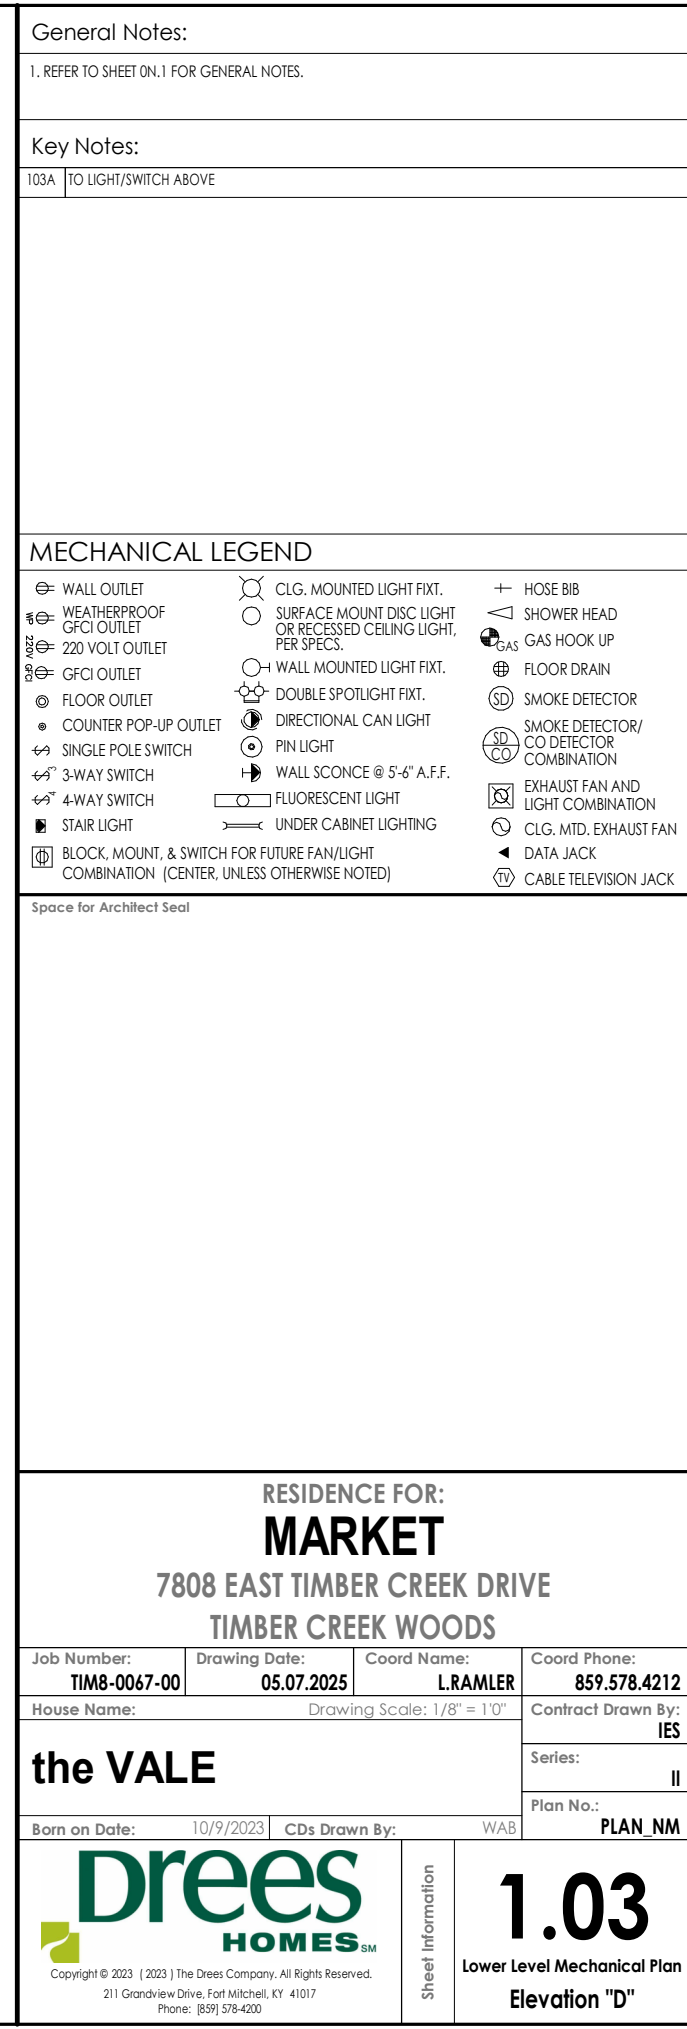 General Notes:
1. REFER TO SHEET 0N.1 FOR GENERAL NOTES.
Key Notes:
103A TO LIGHT/SWITCH ABOVE
MECHANICAL LEGEND
WALL OUTLET
WP WEATHERPROOF
GFCI OUTLET
220V 220 VOLT OUTLET
GFCI GFCI OUTLET
FLOOR OUTLET
COUNTER POP-UP OUTLET
SINGLE POLE SWITCH
3 3-WAY SWITCH
4 4-WAY SWITCH
STAIR LIGHT
BLOCK, MOUNT, & SWITCH FOR FUTURE FAN/LIGHT
COMBINATION (CENTER, UNLESS OTHERWISE NOTED)
CLG. MOUNTED LIGHT FIXT.
SURFACE MOUNT DISC LIGHT
OR RECESSED CEILING LIGHT,
PER SPECS.
WALL MOUNTED LIGHT FIXT.
DOUBLE SPOTLIGHT FIXT.
DIRECTIONAL CAN LIGHT
PIN LIGHT
WALL SCONCE @ 5'-6" A.F.F.
FLUORESCENT LIGHT
UNDER CABINET LIGHTING
HOSE BIB
SHOWER HEAD
GAS GAS HOOK UP
FLOOR DRAIN
SD SMOKE DETECTOR
SD
CO
SMOKE DETECTOR/
CO DETECTOR
COMBINATION
EXHAUST FAN AND
LIGHT COMBINATION
CLG. MTD. EXHAUST FAN
DATA JACK
TV CABLE TELEVISION JACK
Space for Architect Seal
RESIDENCE FOR:
MARKET
7808 EAST TIMBER CREEK DRIVE
TIMBER CREEK WOODS
Job Number: Drawing Date: Coord Name: Coord Phone:
TIM8-0067-00 05.07.2025 L.RAMLER 859.578.4212
House Name: Drawing Scale: 1/8" = 1'0"
the VALE
Contract Drawn By:
IES
Series:
II
Plan No.:
PLAN_NM
Born on Date: 10/9/2023 CDs Drawn By: WAB
Drees
HOMES SM
Copyright © 2023 ( 2023 ) The Drees Company. All Rights Reserved.
211 Grandview Drive, Fort Mitchell, KY 41017
Phone: [859] 578-4200
Sheet Information
1.03
Lower Level Mechanical Plan
Elevation "D"